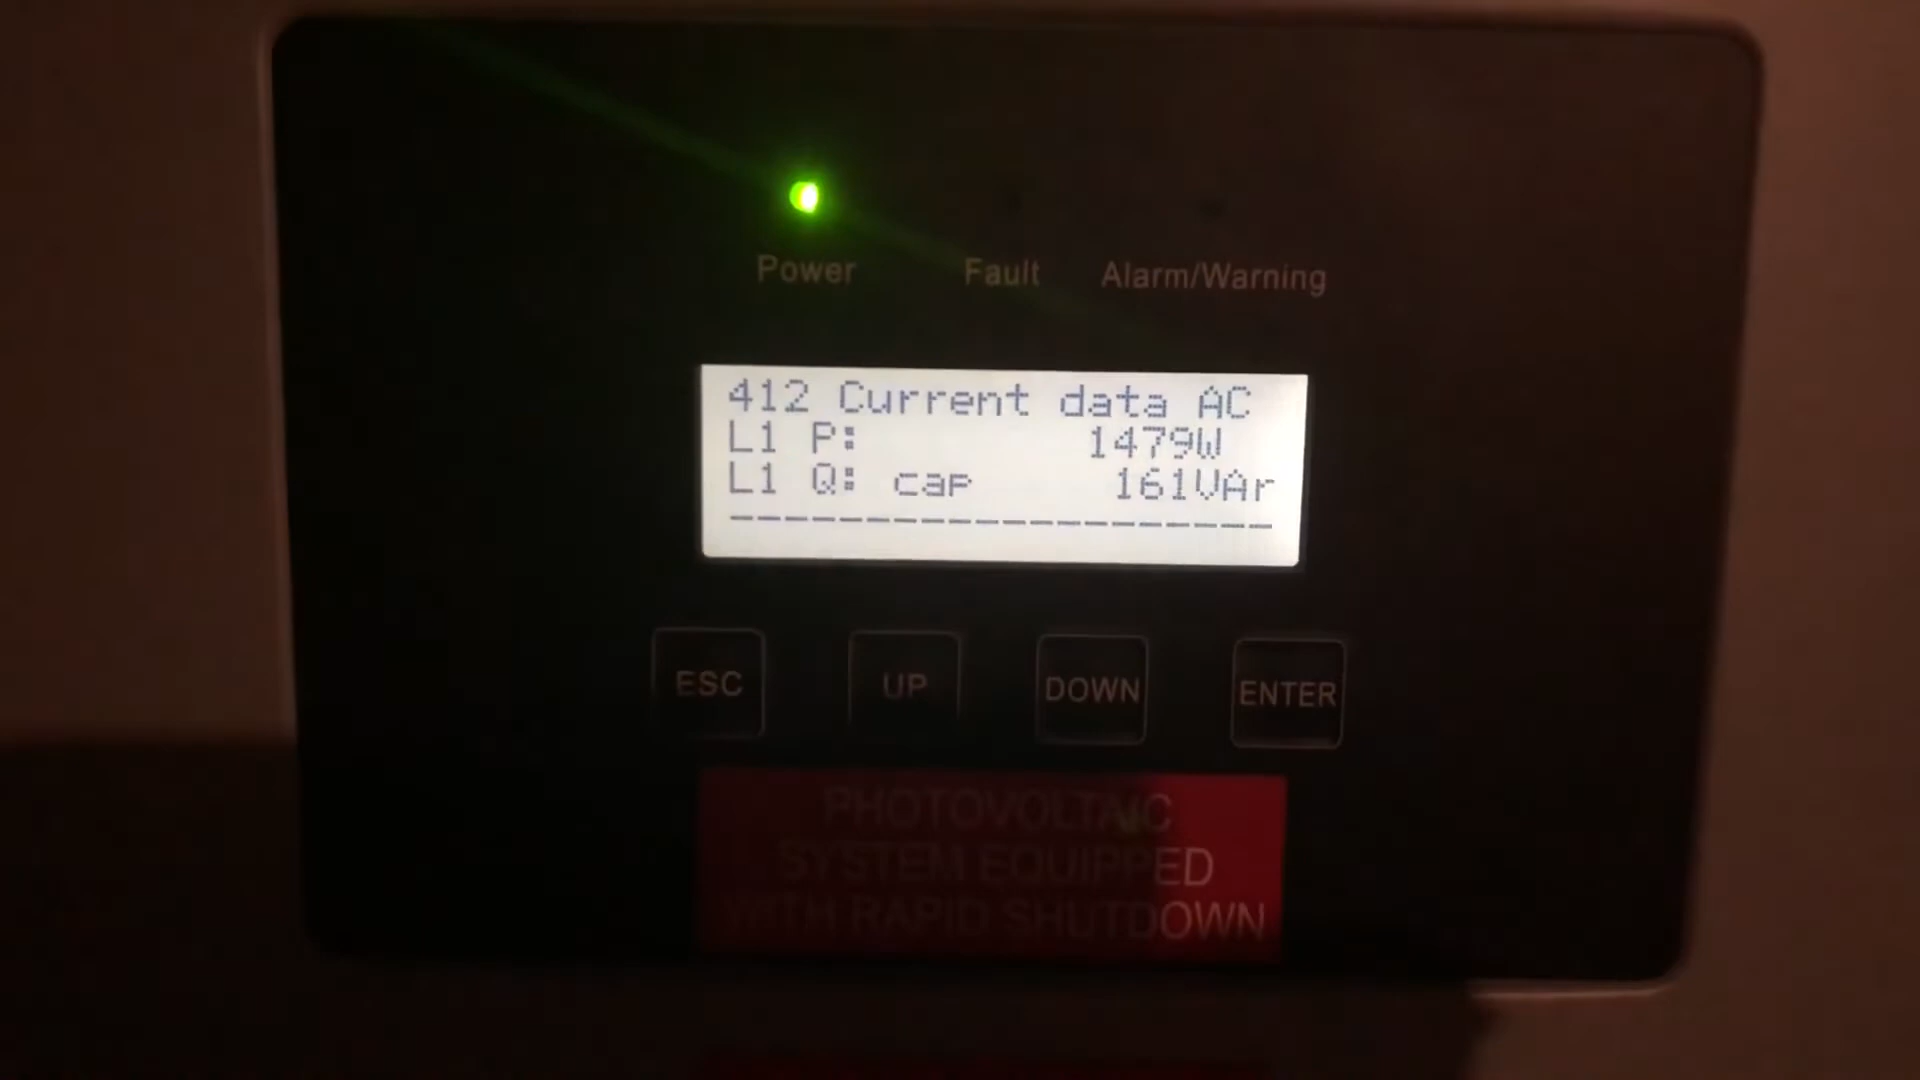 Power Fault Alarm/Warning
412 Current data AC
L1 P: 1479W
L1 Q: cap 161VAr
--------------------
ESC UP DOWN ENTER
PHOTOVOLTAIC
SYSTEM EQUIPPED
WITH RAPID SHUTDOWN